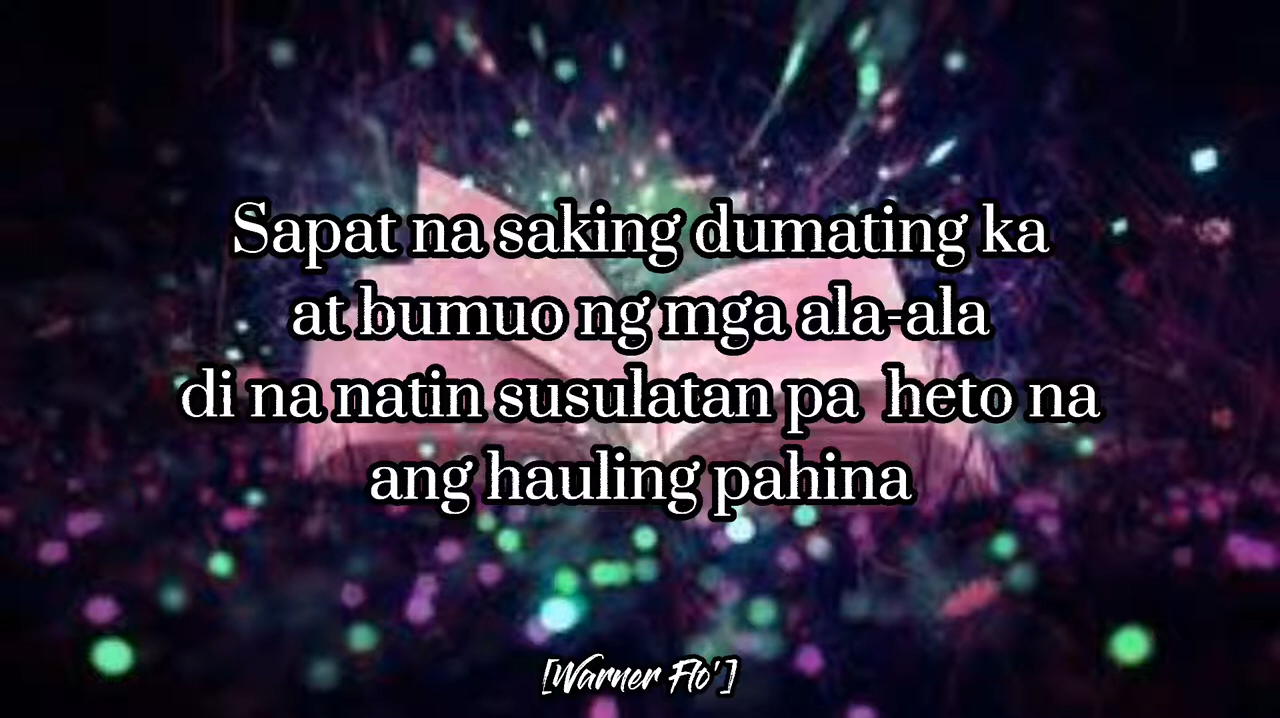 Sapat na saking dumating ka
at bumuo ng mga ala-ala
di na natin susulatan pa heto na
ang hauling pahina
[Warner Flo']